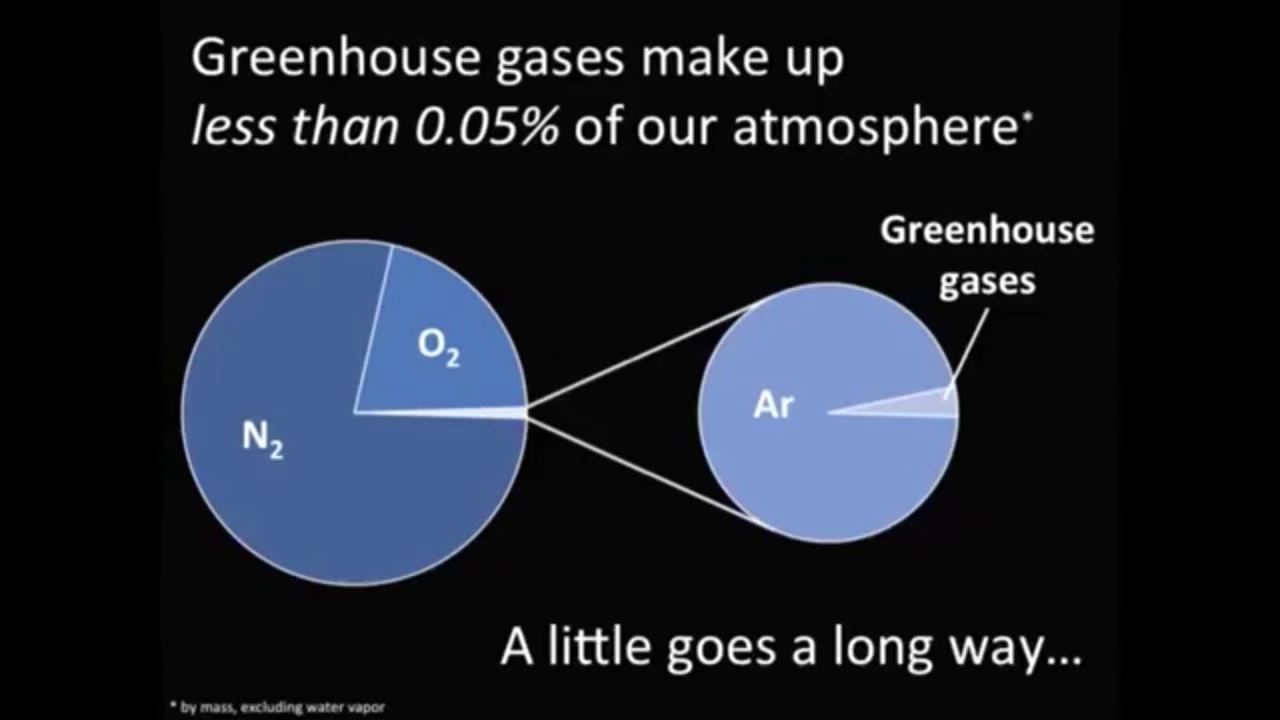 Greenhouse gases make up
less than 0.05% of our atmosphere*
Greenhouse
gases
O₂
Ar
N₂
A little goes a long way...
* by mass, excluding water vapor